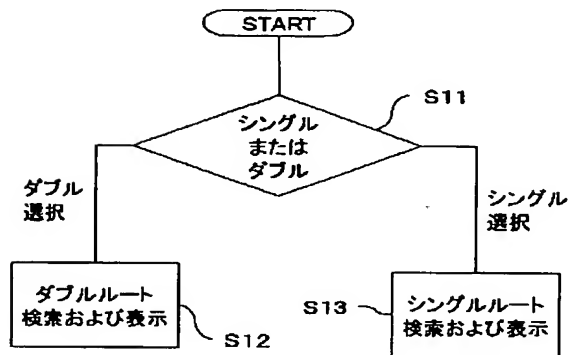 START
S11
シングル
または
ダブル
ダブル
選択
シングル
選択
ダブルルート
検索および表示
S12
S13
シングルルート
検索および表示